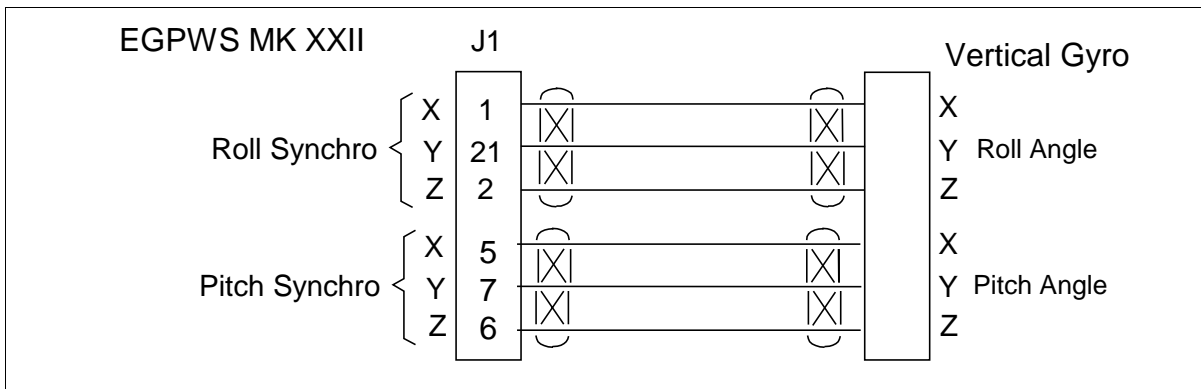 EGPWS MK XXII J1 Vertical Gyro
X 1 X
Roll Synchro Y 21 Y Roll Angle
Z 2 Z
X 5 X
Pitch Synchro Y 7 Y Pitch Angle
Z 6 Z